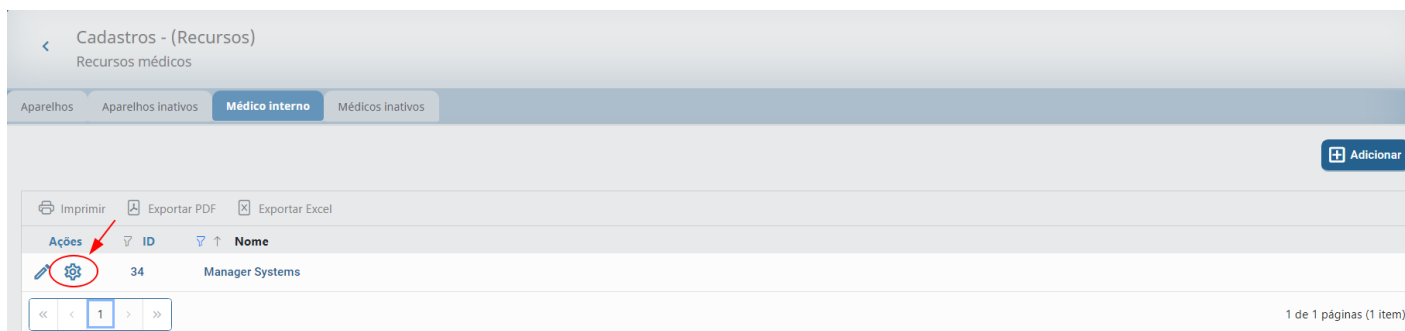 Cadastros - (Recursos)
Recursos médicos
Aparelhos Aparelhos inativos Médico interno Médicos inativos
Adicionar
Imprimir Exportar PDF Exportar Excel
Ações ID Nome
34 Manager Systems
1
1 de 1 páginas (1 item)